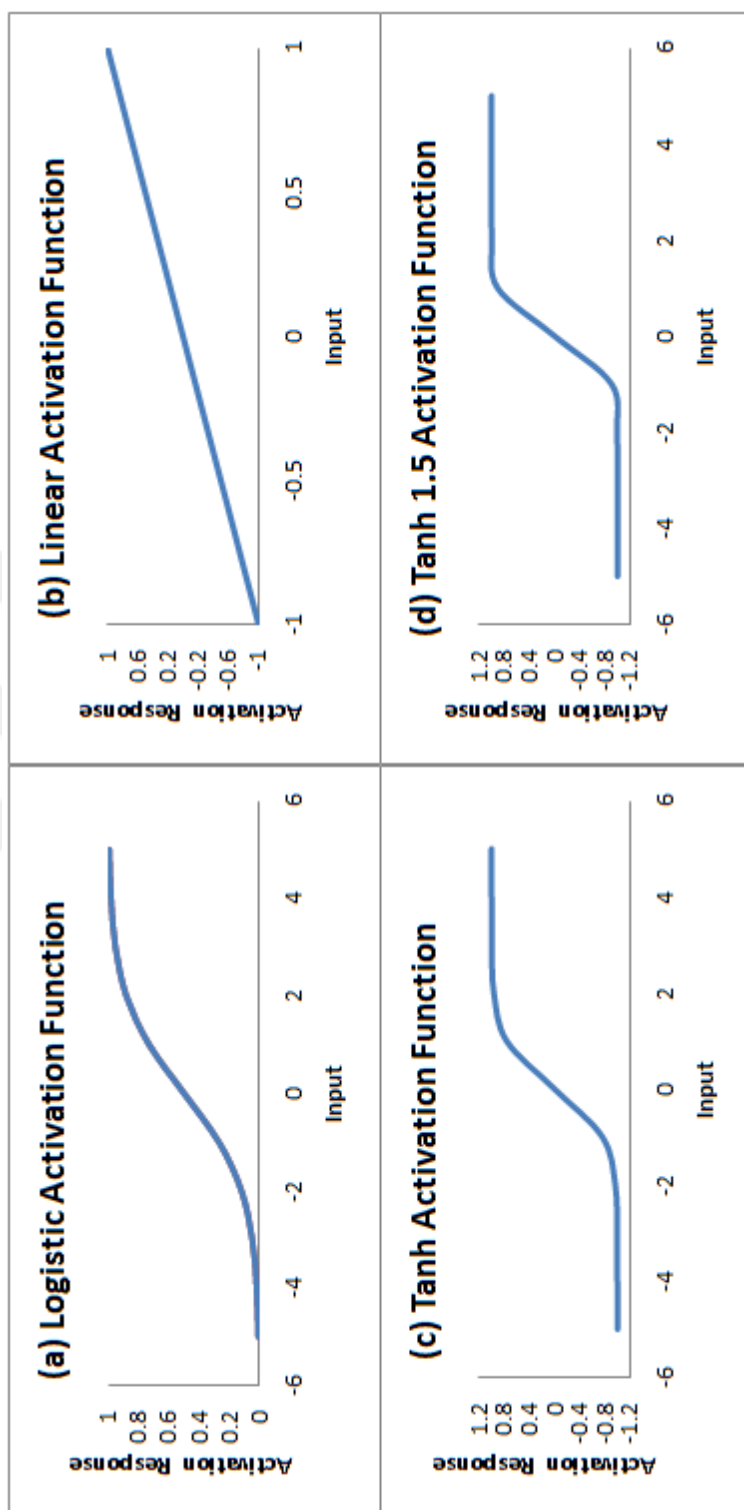 (a) Logistic Activation Function
Activation Response
1
0.8
0.6
0.4
0.2
0
-6 -4 -2 0 2 4 6
Input
(b) Linear Activation Function
Activation Response
1
0.6
0.2
-0.2
-0.6
-1
-1 -0.5 0 0.5 1
Input
(c) Tanh Activation Function
Activation Response
1.2
0.8
0.4
0
-0.4
-0.8
-1.2
-6 -4 -2 0 2 4 6
Input
(d) Tanh 1.5 Activation Function
Activation Response
1.2
0.8
0.4
0
-0.4
-0.8
-1.2
-6 -4 -2 0 2 4 6
Input